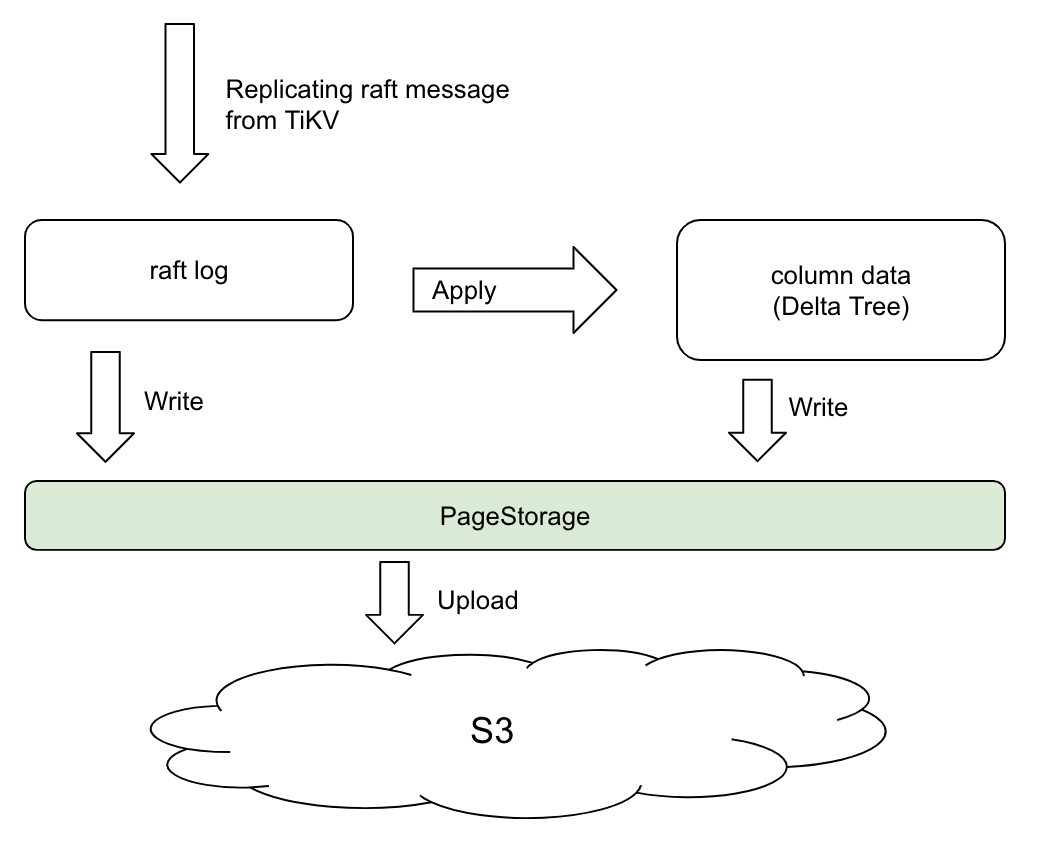 Replicating raft message
from TiKV
raft log
Apply
column data
(Delta Tree)
Write
Write
PageStorage
Upload
S3